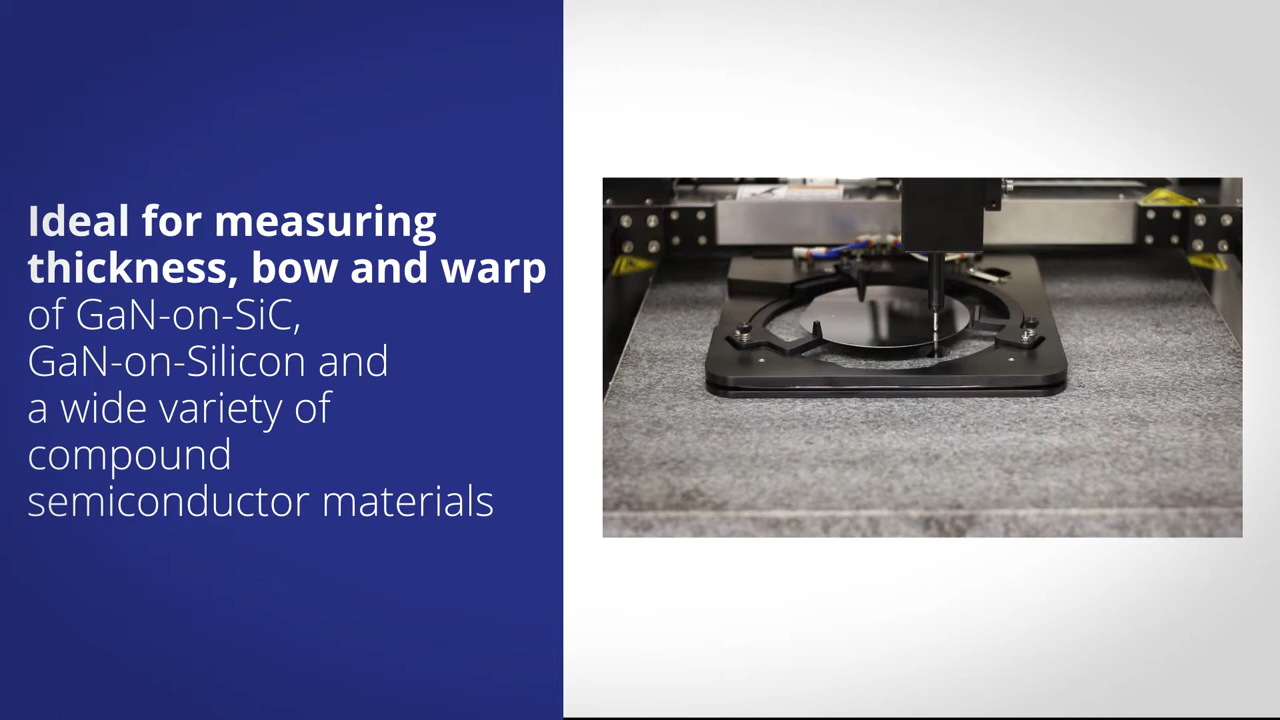 Ideal for measuring
thickness, bow and warp
of GaN-on-SiC,
GaN-on-Silicon and
a wide variety of
compound
semiconductor materials